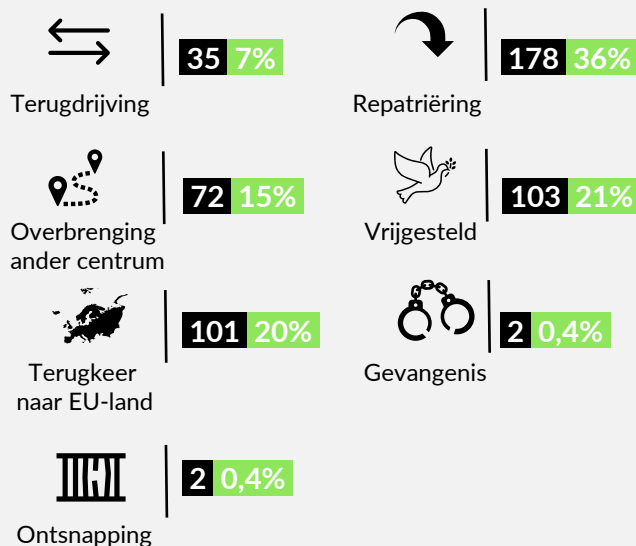 35 7%
Terugdrijving
178 36%
Repatriëring
72 15%
Overbrenging
ander centrum
103 21%
Vrijgesteld
101 20%
Terugkeer
naar EU-land
2 0,4%
Gevangenis
2 0,4%
Ontsnapping